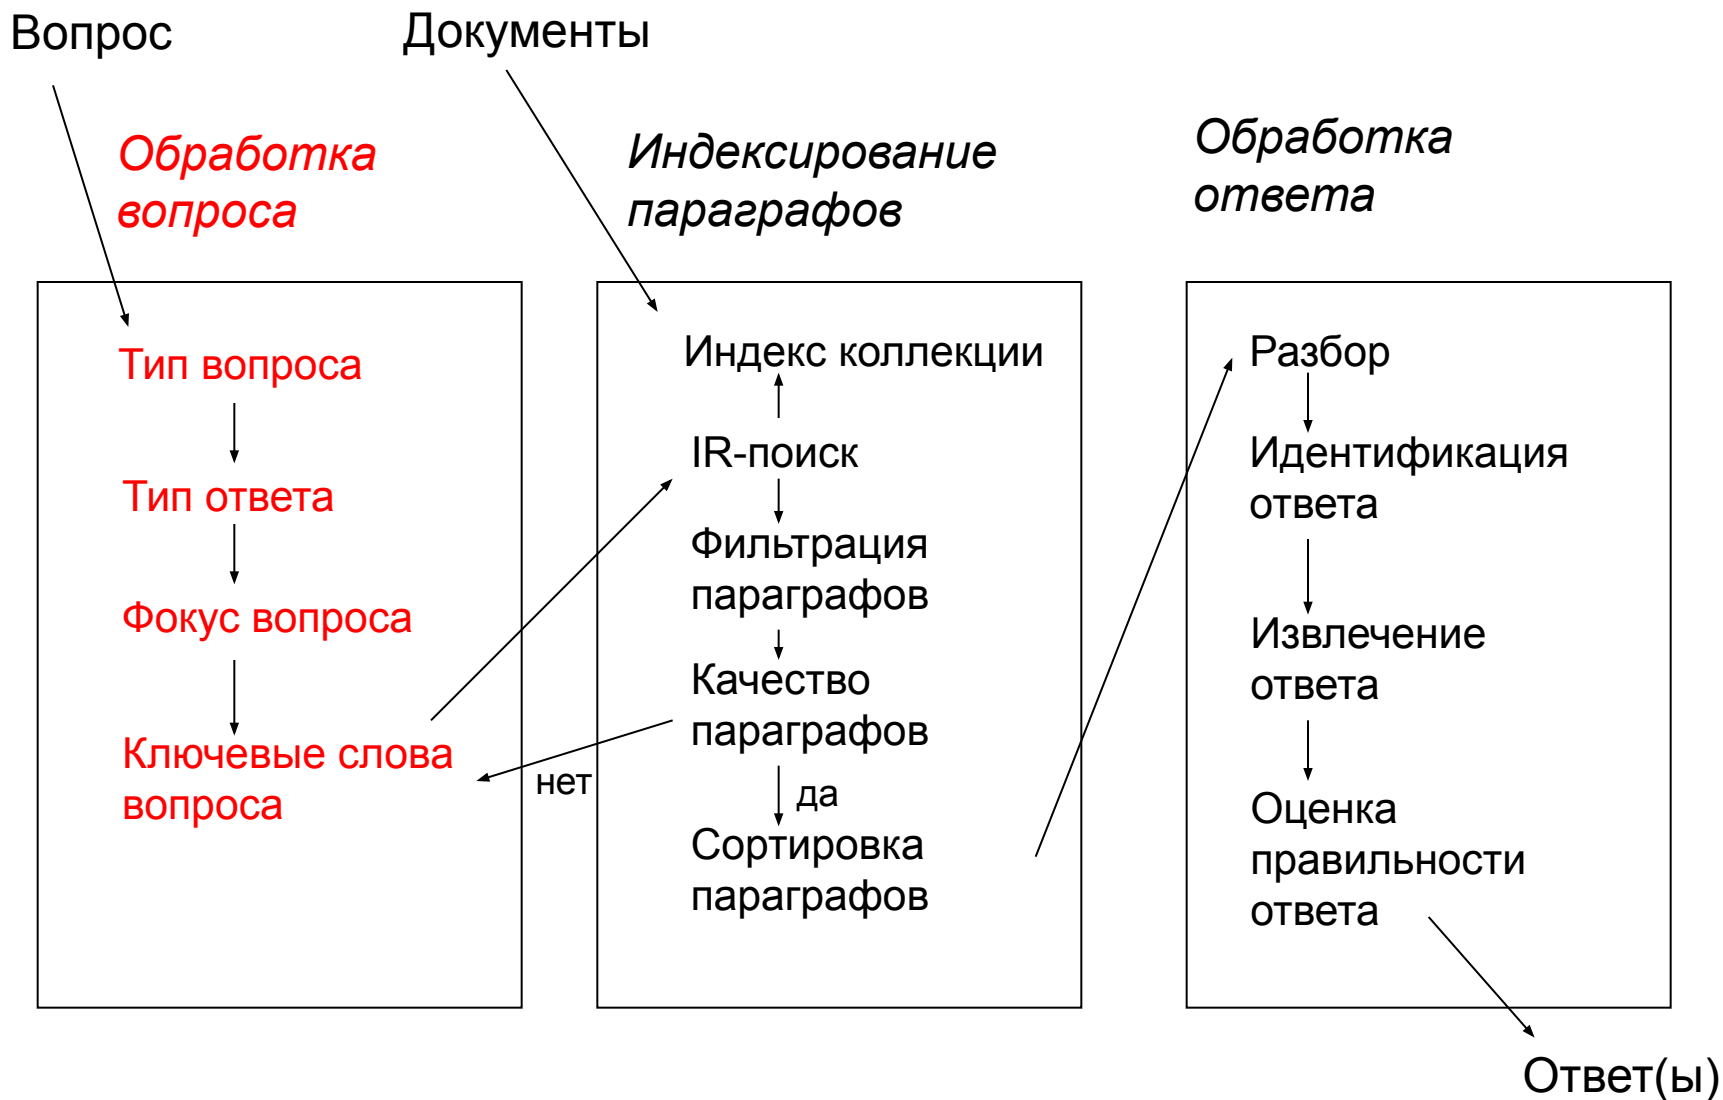 Вопрос
Документы
Обработка
вопроса
Индексирование
параграфов
Обработка
ответа
Тип вопроса
Тип ответа
Фокус вопроса
Ключевые слова
вопроса
нет
Индекс коллекции
IR-поиск
Фильтрация
параграфов
Качество
параграфов
да
Сортировка
параграфов
Разбор
Идентификация
ответа
Извлечение
ответа
Оценка
правильности
ответа
Ответ(ы)